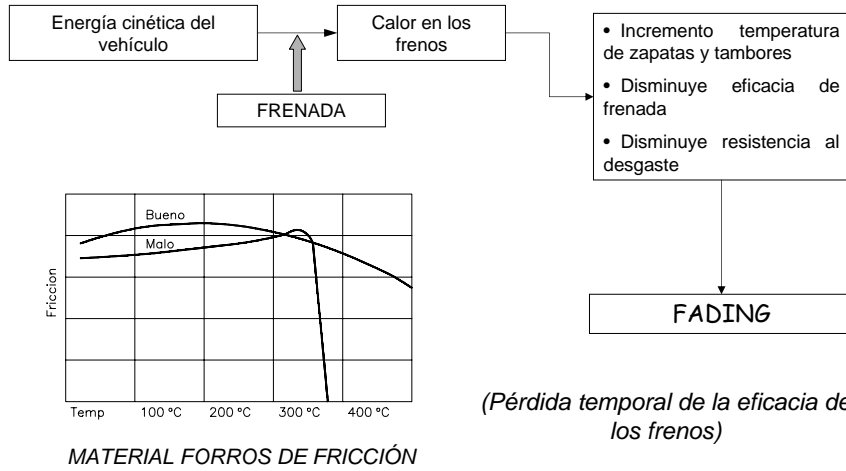 Energía cinética del
vehículo
Calor en los
frenos
FRENADA
• Incremento temperatura
de zapatas y tambores
• Disminuye eficacia de
frenada
• Disminuye resistencia al
desgaste
FADING
(Pérdida temporal de la eficacia de
los frenos)
Bueno
Malo
Friccion
Temp 100 ºC 200 ºC 300 ºC 400 ºC
MATERIAL FORROS DE FRICCIÓN